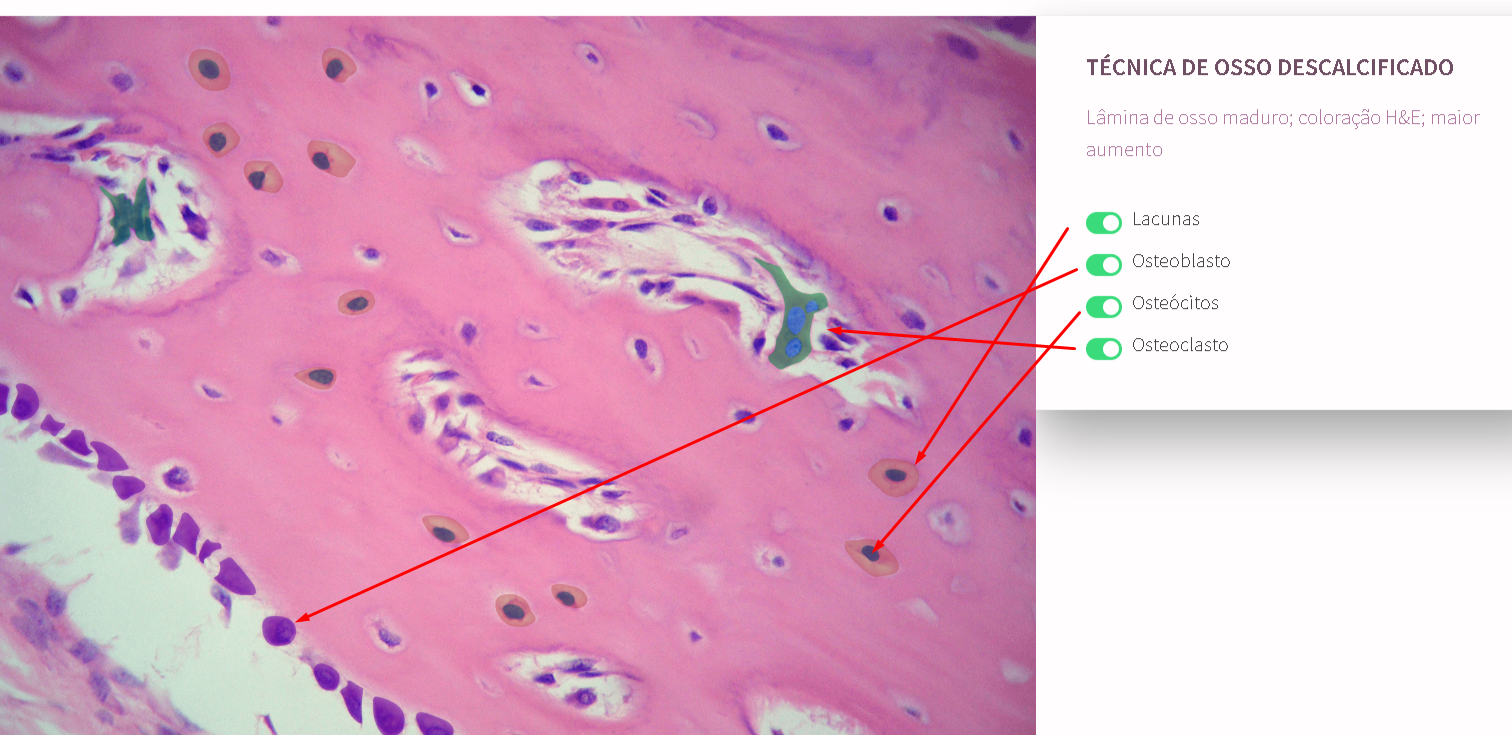 TÉCNICA DE OSSO DESCALCIFICADO
Lâmina de osso maduro; coloração H&E; maior
aumento
Lacunas
Osteoblasto
Osteócitos
Osteoclasto